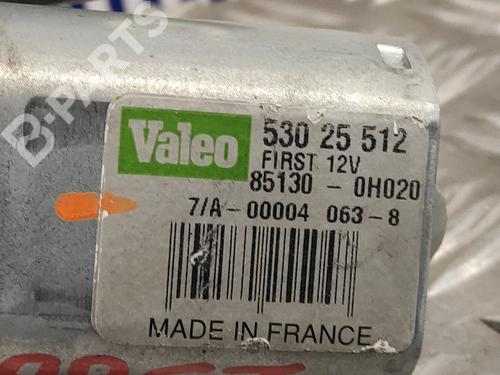 B-PARTS
Valeo
530 25 512
FIRST 12V
85130 - 0H020
7/A-00004 063-8
MADE IN FRANCE